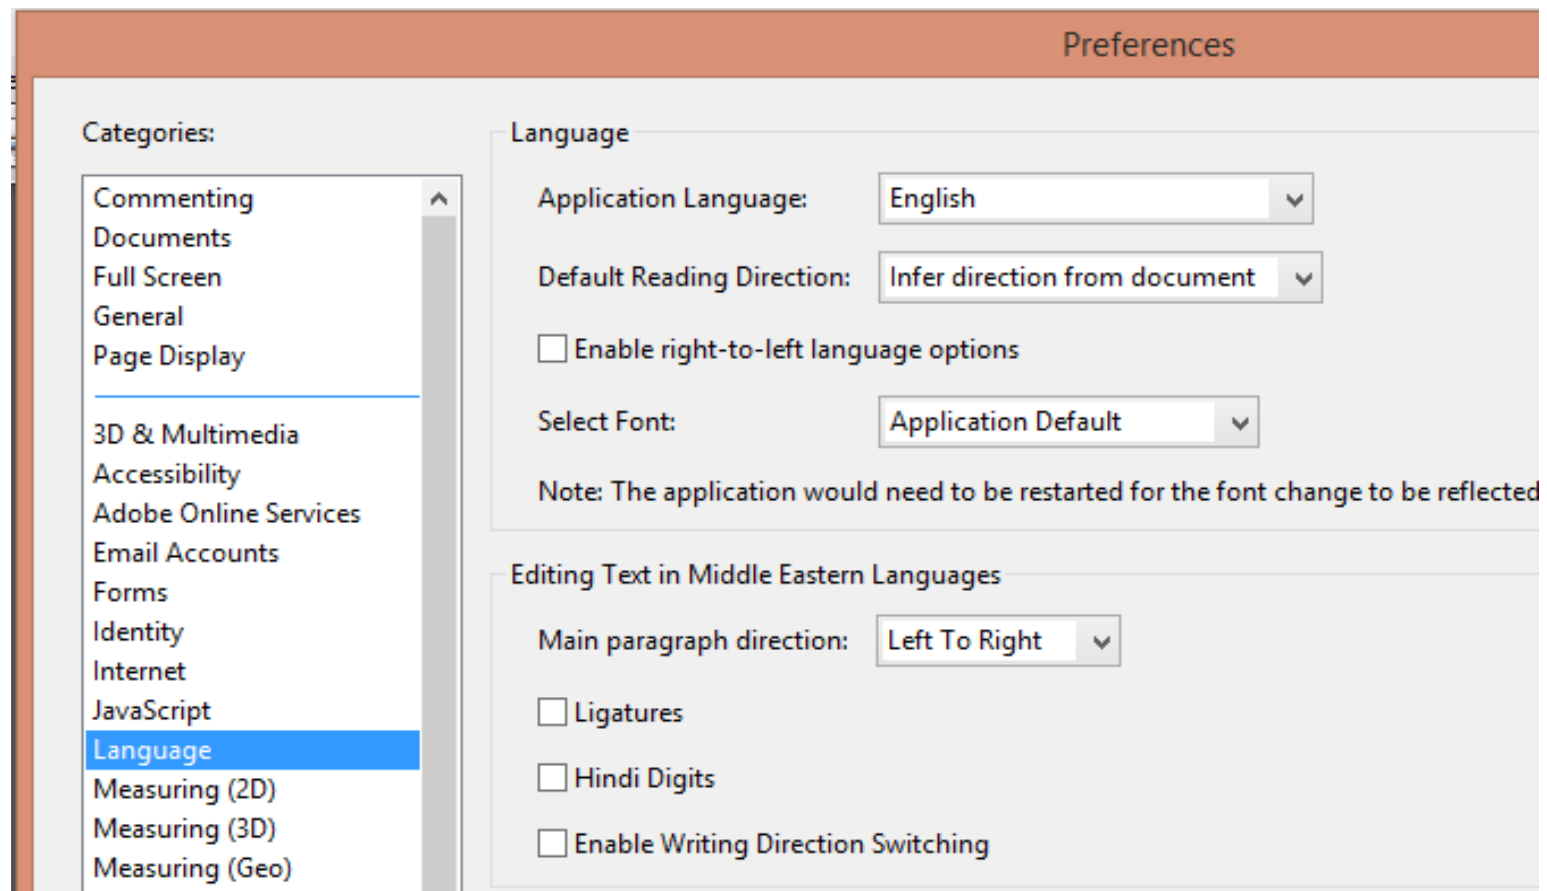 Preferences
Categories:
Commenting
Documents
Full Screen
General
Page Display
3D & Multimedia
Accessibility
Adobe Online Services
Email Accounts
Forms
Identity
Internet
JavaScript
Language
Measuring (2D)
Measuring (3D)
Measuring (Geo)
Language
Application Language: English
Default Reading Direction: Infer direction from document
Enable right-to-left language options
Select Font: Application Default
Note: The application would need to be restarted for the font change to be reflected
Editing Text in Middle Eastern Languages
Main paragraph direction: Left To Right
Ligatures
Hindi Digits
Enable Writing Direction Switching